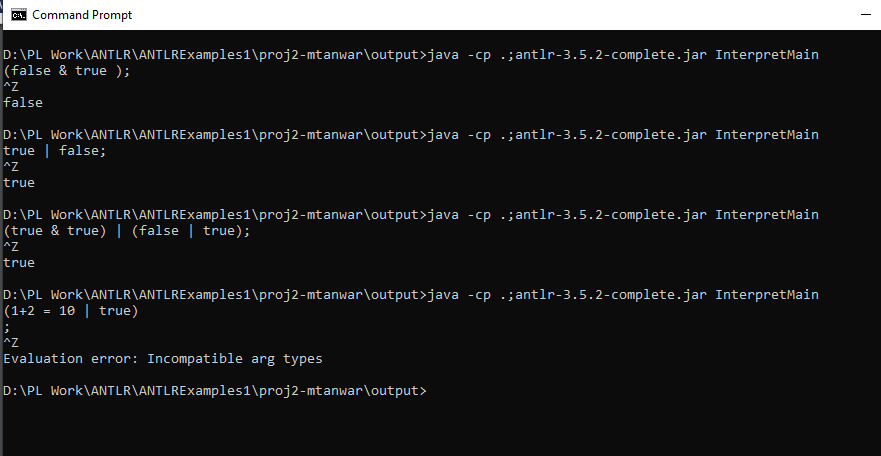 Command Prompt
D:\PL Work\ANTLR\ANTLRExamples1\proj2-mtanwar\output>java -cp .;antlr-3.5.2-complete.jar InterpretMain
(false & true );
^Z
false
D:\PL Work\ANTLR\ANTLRExamples1\proj2-mtanwar\output>java -cp .;antlr-3.5.2-complete.jar InterpretMain
true | false;
^Z
true
D:\PL Work\ANTLR\ANTLRExamples1\proj2-mtanwar\output>java -cp .;antlr-3.5.2-complete.jar InterpretMain
(true & true) | (false | true);
^Z
true
D:\PL Work\ANTLR\ANTLRExamples1\proj2-mtanwar\output>java -cp .;antlr-3.5.2-complete.jar InterpretMain
(1+2 = 10 | true)
;
^Z
Evaluation error: Incompatible arg types
D:\PL Work\ANTLR\ANTLRExamples1\proj2-mtanwar\output>